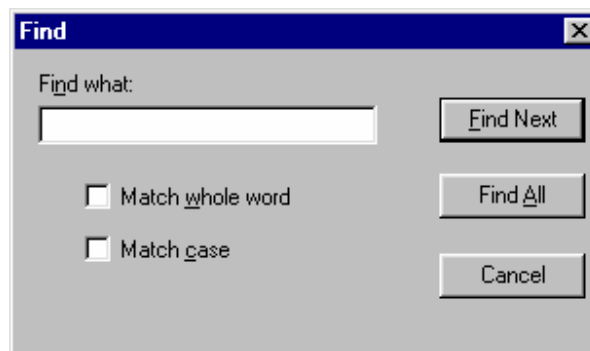 Find
Find what:
Find Next
Match whole word
Find All
Match case
Cancel